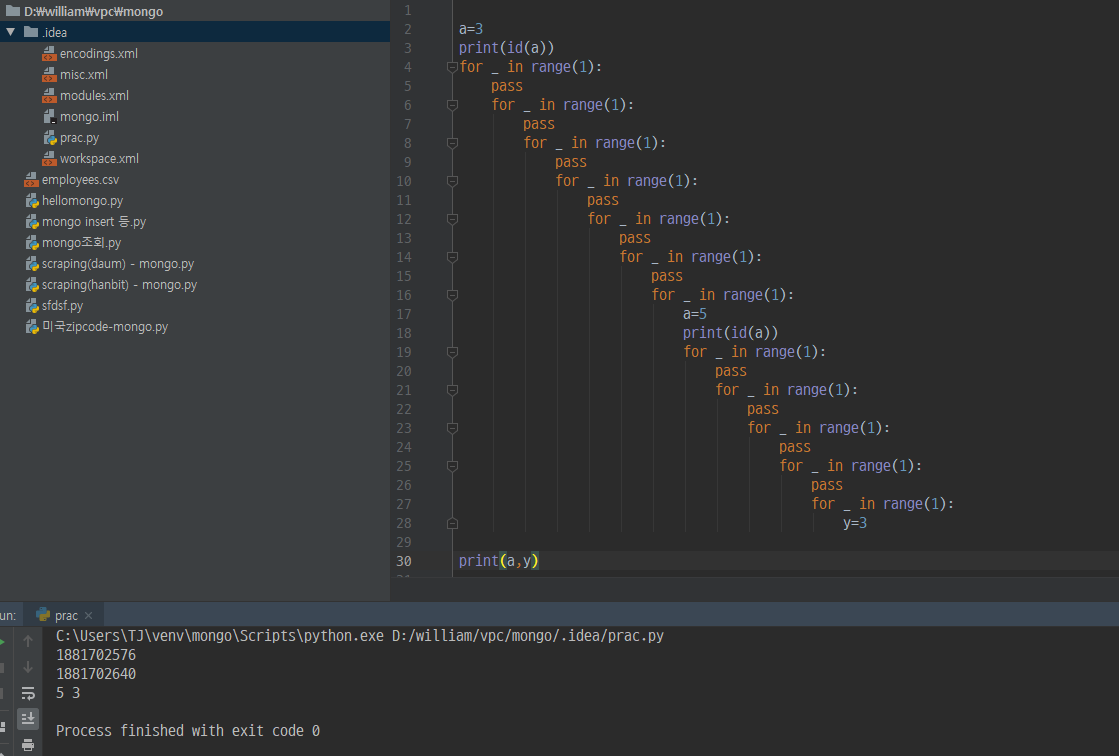 D:₩william₩vpc₩mongo
.idea
encodings.xml
misc.xml
modules.xml
mongo.iml
prac.py
workspace.xml
employees.csv
hellomongo.py
mongo insert 등.py
mongo조회.py
scraping(daum) - mongo.py
scraping(hanbit) - mongo.py
sfdsf.py
미국zipcode-mongo.py
1
2 a=3
3 print(id(a))
4 for _ in range(1):
5 pass
6 for _ in range(1):
7 pass
8 for _ in range(1):
9 pass
10 for _ in range(1):
11 pass
12 for _ in range(1):
13 pass
14 for _ in range(1):
15 pass
16 for _ in range(1):
17 a=5
18 print(id(a))
19 for _ in range(1):
20 pass
21 for _ in range(1):
22 pass
23 for _ in range(1):
24 pass
25 for _ in range(1):
26 pass
27 for _ in range(1):
28 y=3
29
30 print(a,y)
un: prac
C:\Users\TJ\venv\mongo\Scripts\python.exe D:/william/vpc/mongo/.idea/prac.py
1881702576
1881702640
5 3
Process finished with exit code 0